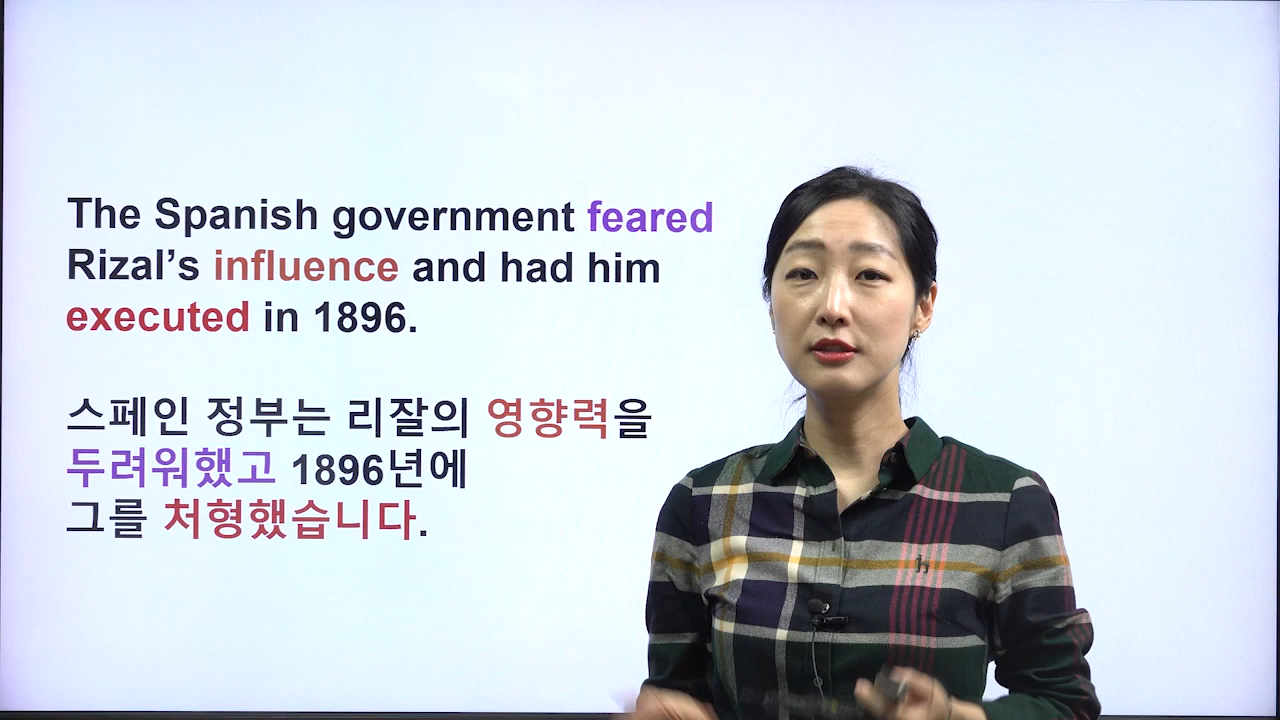 The Spanish government feared
Rizal’s influence and had him
executed in 1896.
스페인 정부는 리잘의 영향력을
두려워했고 1896년에
그를 처형했습니다.